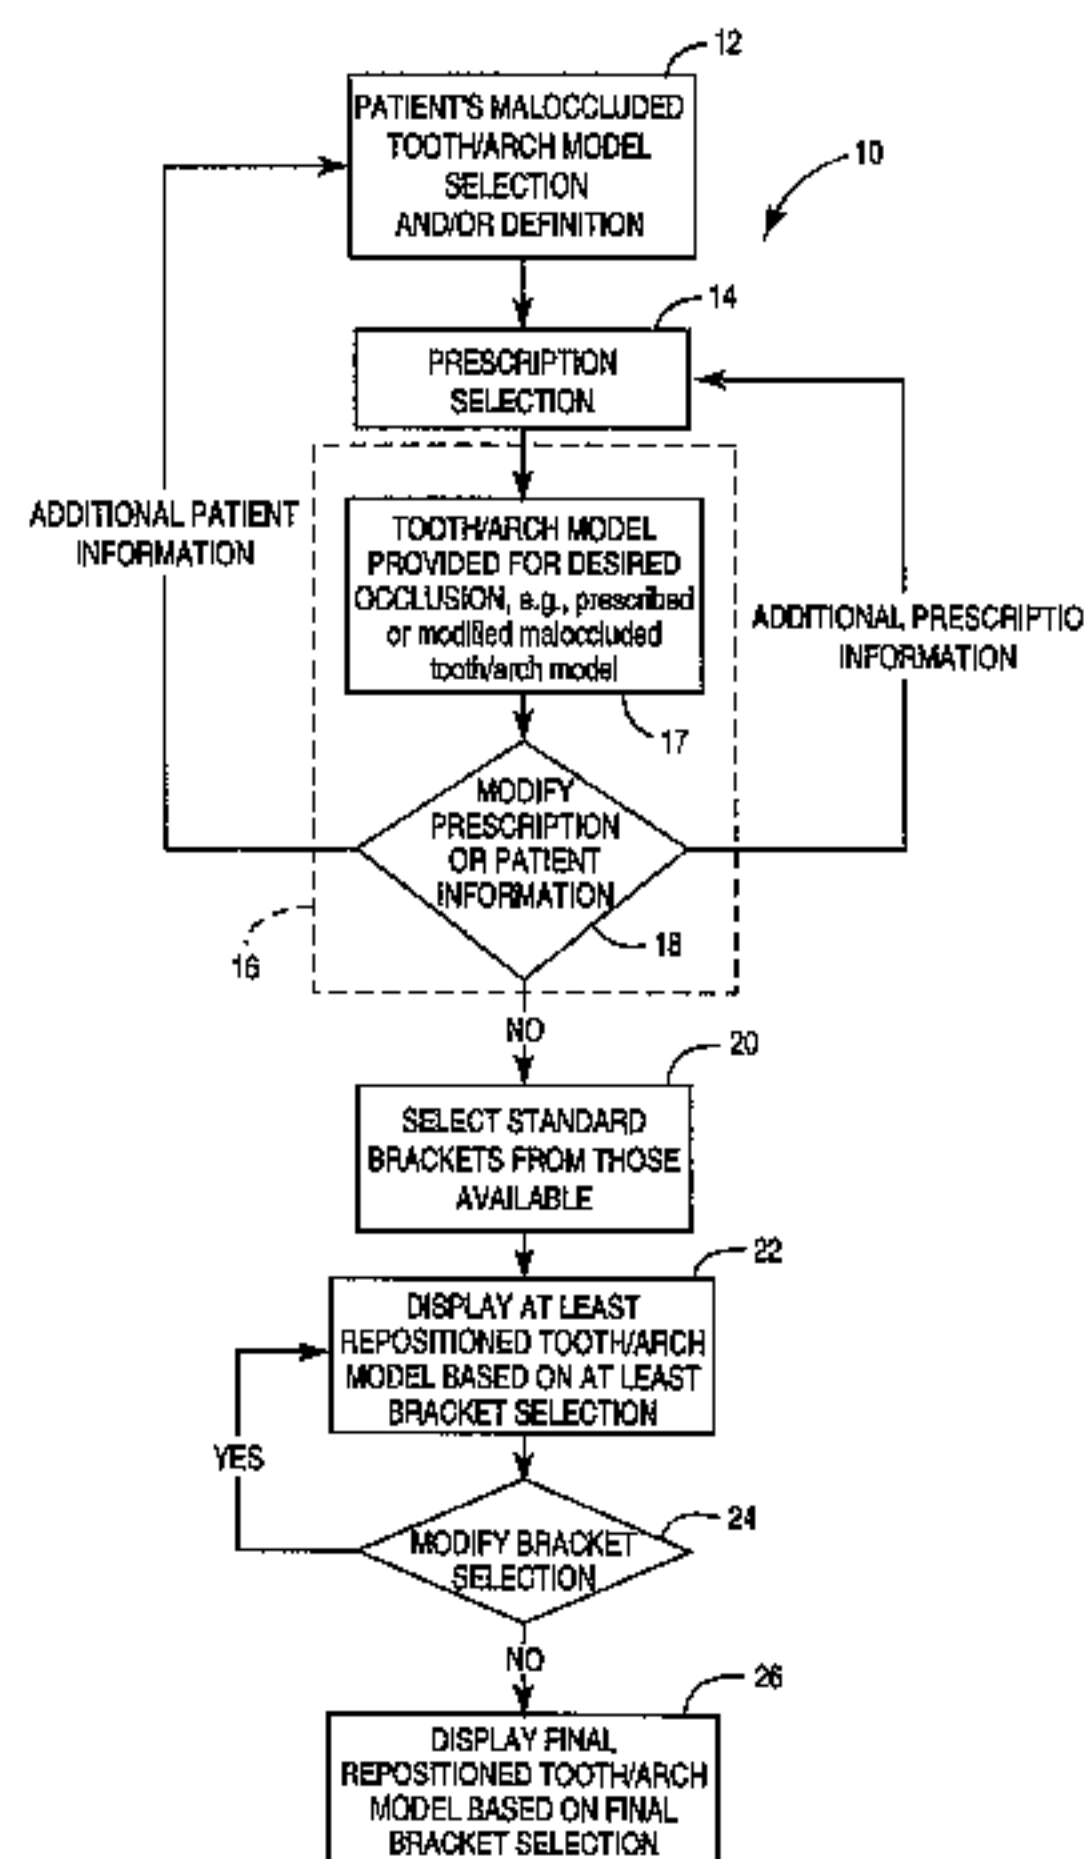 12
PATIENT'S MALOCCLUDED
TOOTH/ARCH MODEL
SELECTION
AND/OR DEFINITION
10
14
PRESCRIPTION
SELECTION
ADDITIONAL PATIENT
INFORMATION
TOOTH/ARCH MODEL
PROVIDED FOR DESIRED
OCCLUSION, e.g., prescribed
or modified maloccluded
tooth/arch model
ADDITIONAL PRESCRIPTIO
INFORMATION
17
MODIFY
PRESCRIPTION
OR PATIENT
INFORMATION
18
16
NO
20
SELECT STANDARD
BRACKETS FROM THOSE
AVAILABLE
22
DISPLAY AT LEAST
REPOSITIONED TOOTH/ARCH
MODEL BASED ON AT LEAST
BRACKET SELECTION
YES
24
MODIFY BRACKET
SELECTION
NO
26
DISPLAY FINAL
REPOSITIONED TOOTH/ARCH
MODEL BASED ON FINAL
BRACKET SELECTION